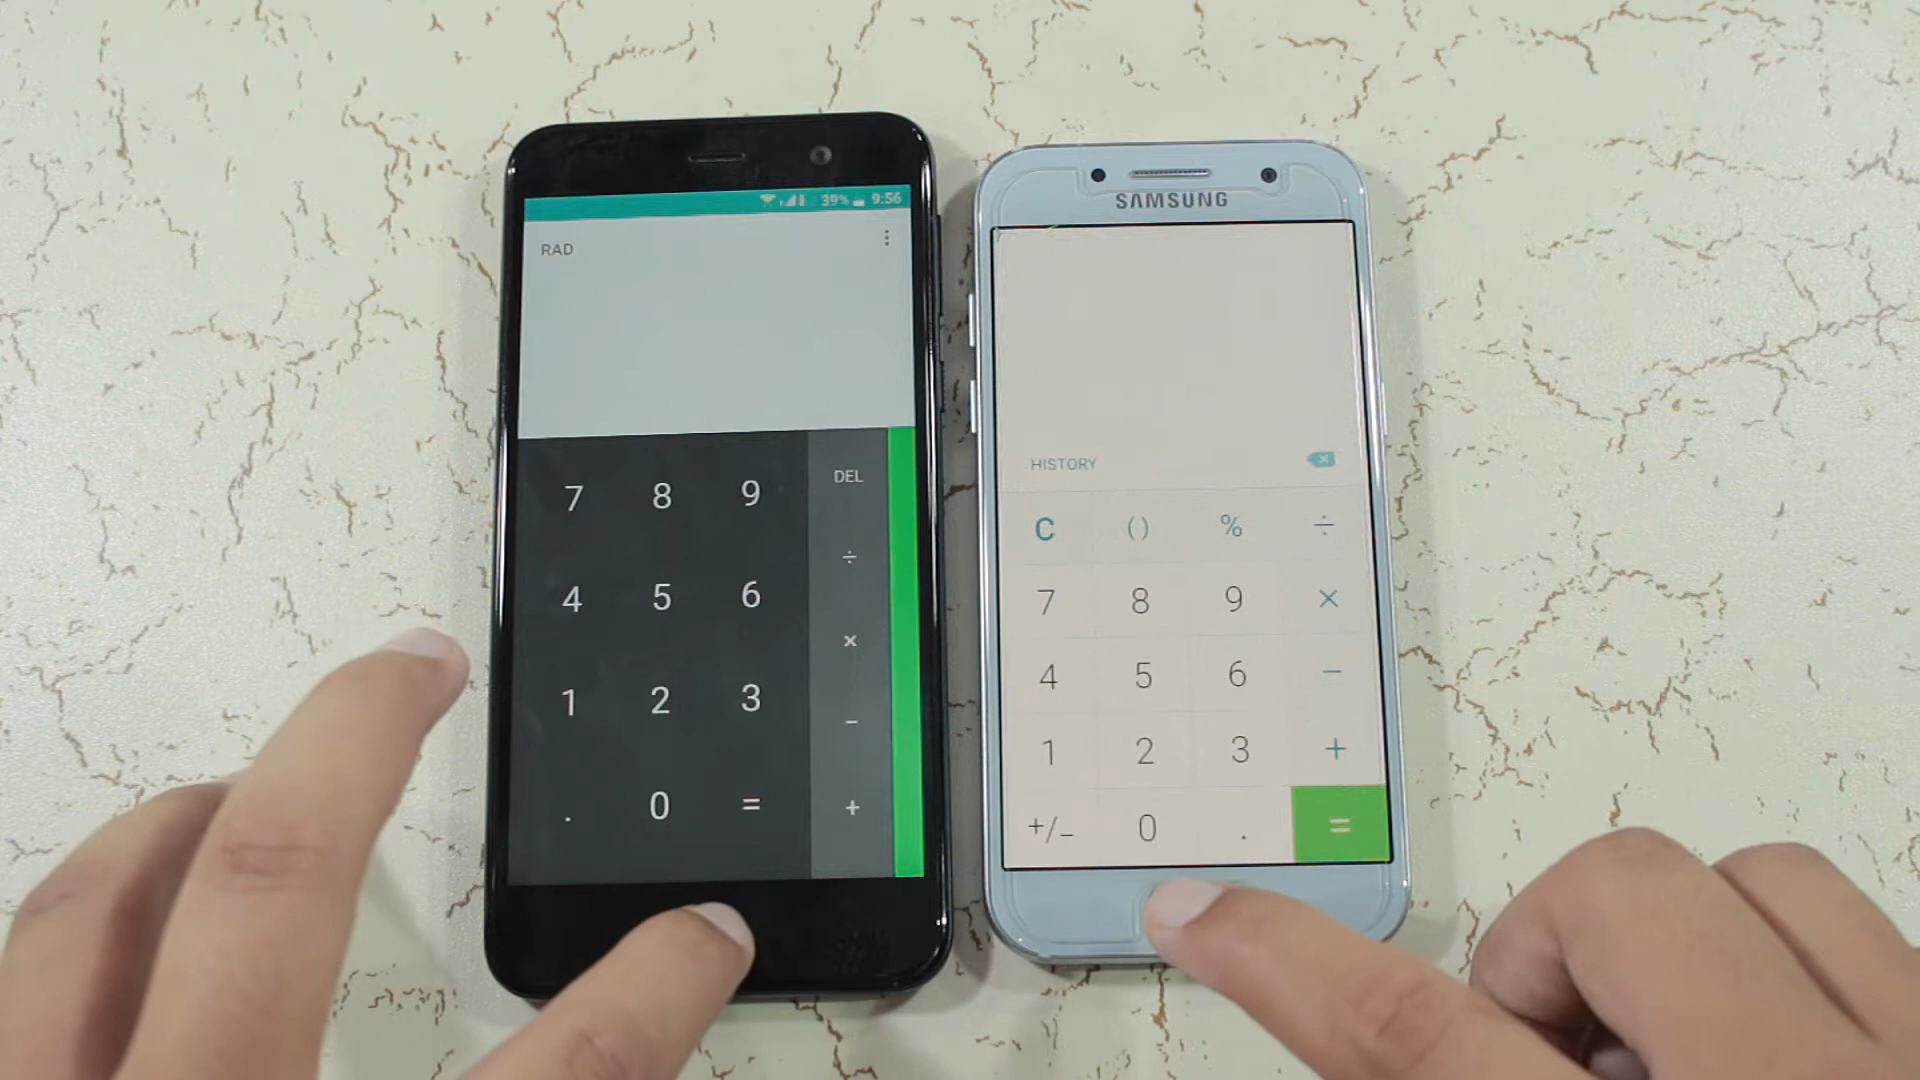 39% 9:56
RAD
7 8 9 DEL
÷
4 5 6
×
1 2 3
−
. 0 = +
SAMSUNG
HISTORY
C ( ) % ÷
7 8 9 ×
4 5 6 −
1 2 3 +
+/− 0 . =